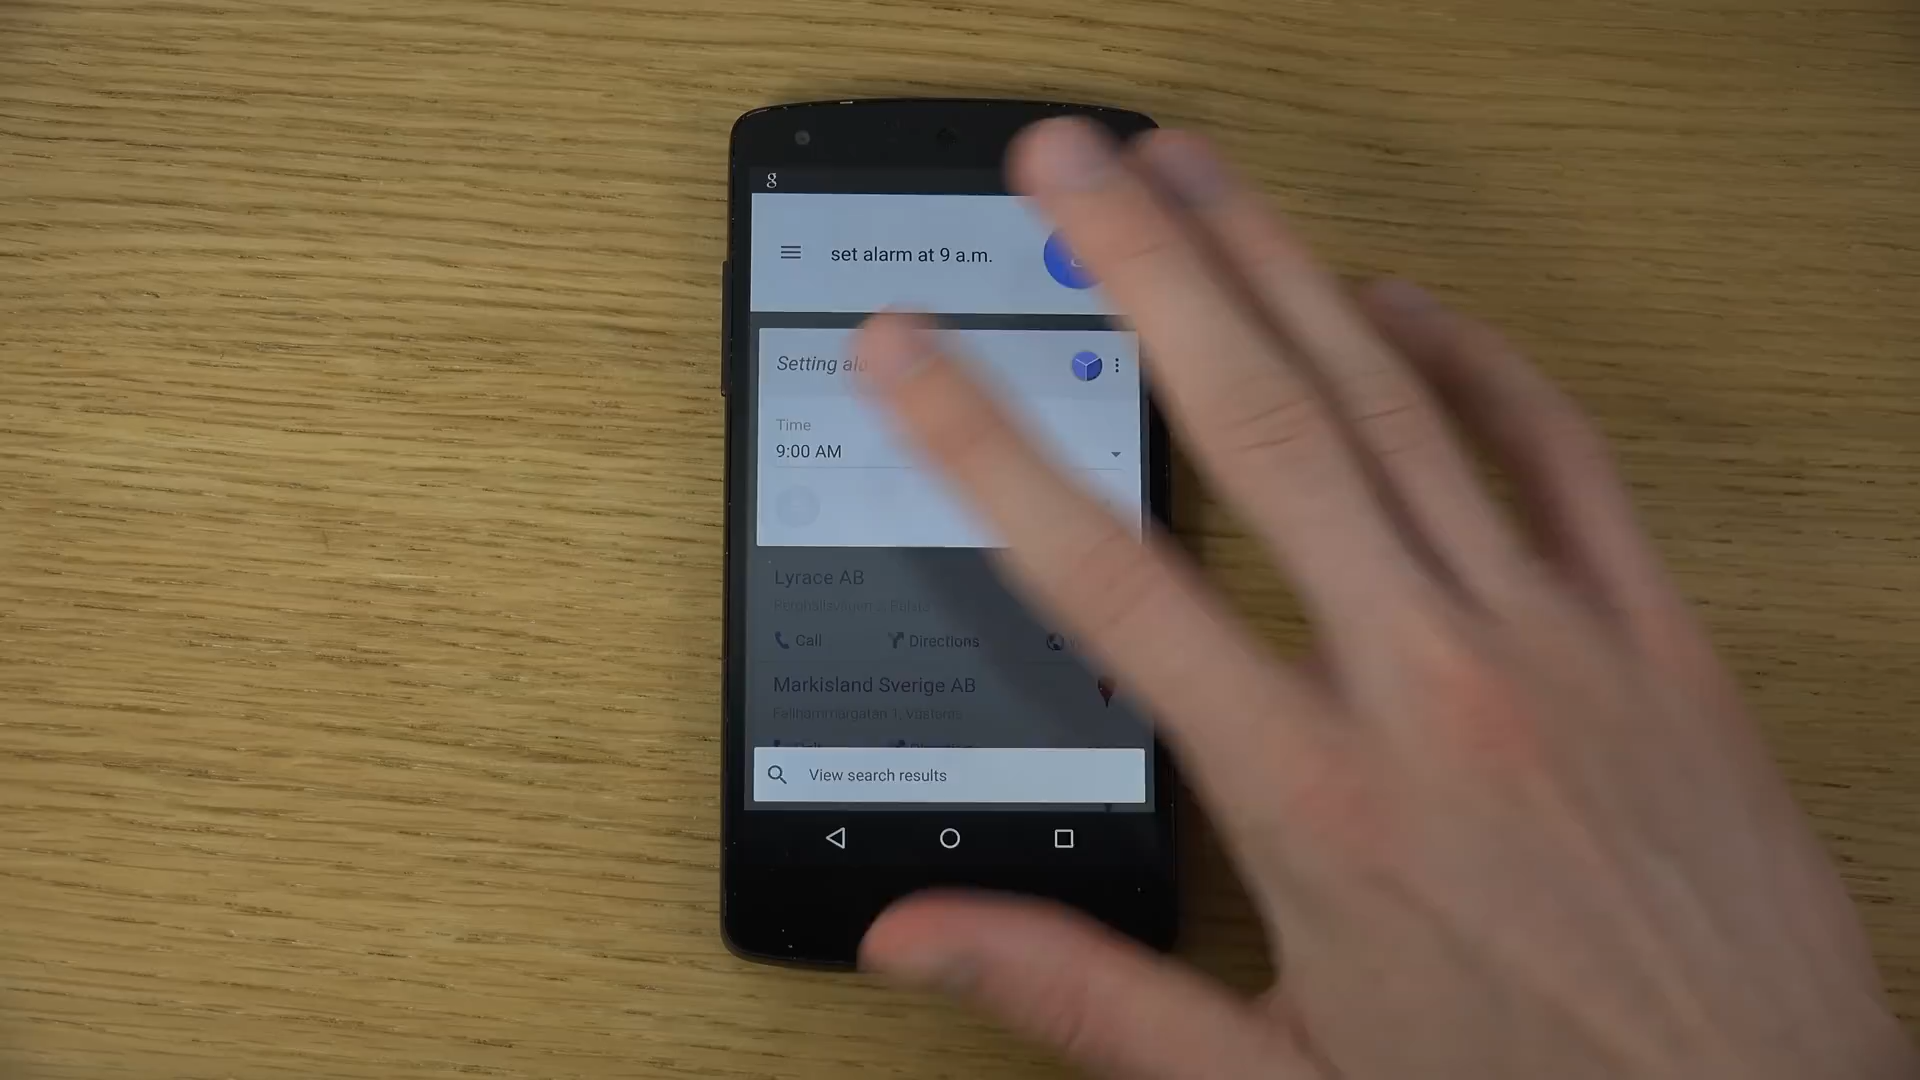 g
set alarm at 9 a.m.
Setting
Time
9:00 AM
Lyrace AB
Call
Directions
Markisland Sverige AB
View search results